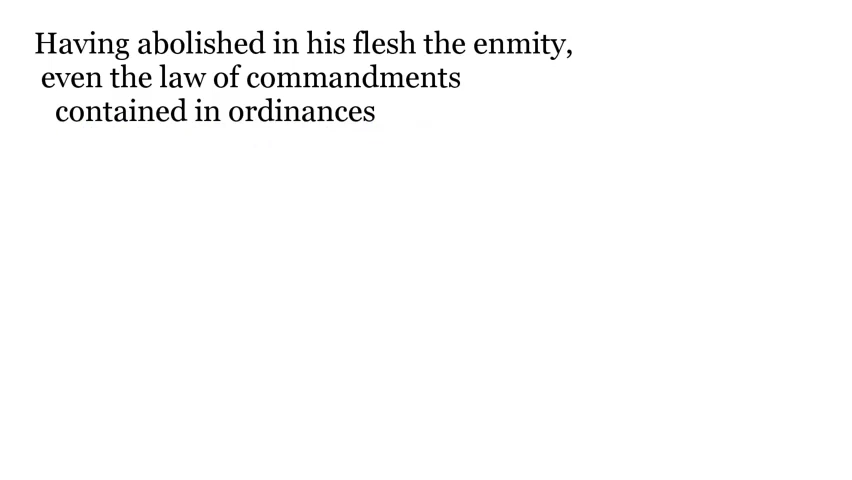 Having abolished in his flesh the enmity,
even the law of commandments
contained in ordinances